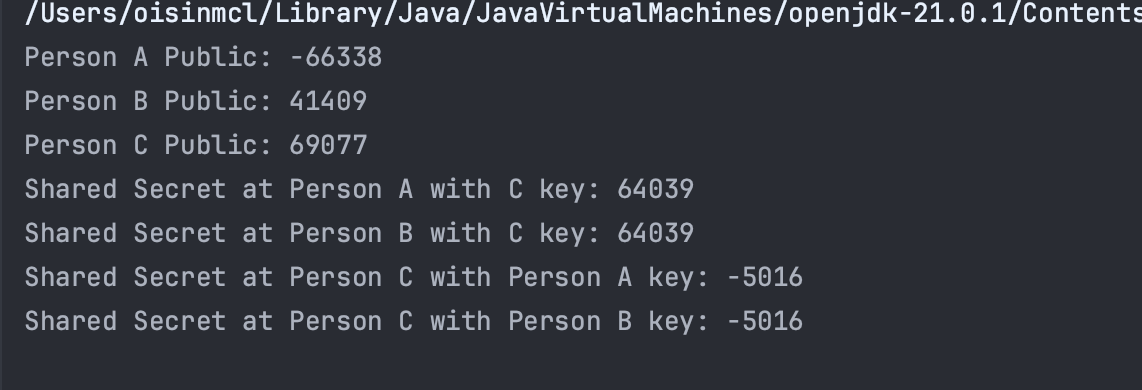 /Users/oisinmcl/Library/Java/JavaVirtualMachines/openjdk-21.0.1/Contents
Person A Public: -66338
Person B Public: 41409
Person C Public: 69077
Shared Secret at Person A with C key: 64039
Shared Secret at Person B with C key: 64039
Shared Secret at Person C with Person A key: -5016
Shared Secret at Person C with Person B key: -5016